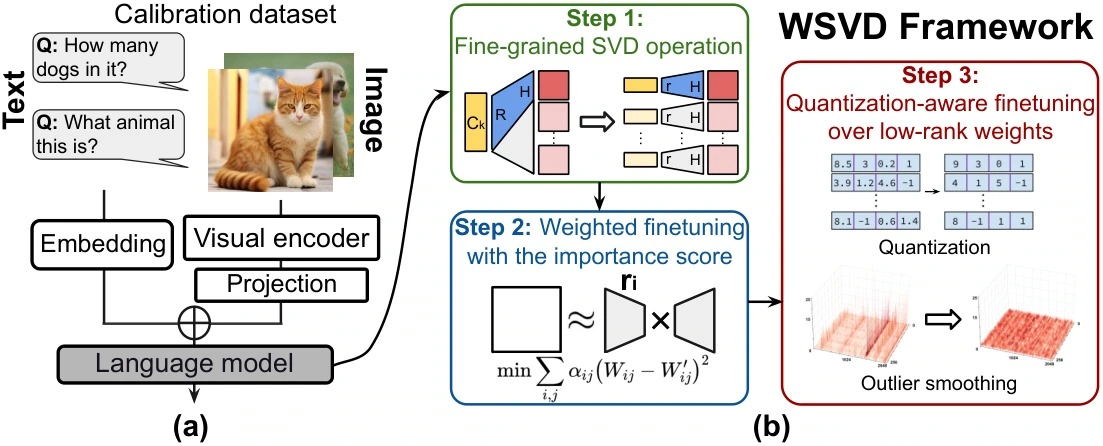 Calibration dataset
Text
Q: How many
dogs in it?
Q: What animal
this is?
Image
Embedding
Visual encoder
Projection
Language model
(a)
WSVD Framework
Step 1:
Fine-grained SVD operation
Ck
R
H
r H
r H
r H
Step 2: Weighted finetuning
with the importance score
ri
≈ ×
min ∑ αij(Wij − W′ij)²
i,j
Step 3:
Quantization-aware finetuning
over low-rank weights
8.5 3 0.2 1
3.9 1.2 4.6 -1
8.1 -1 0.6 1.4
9 3 0 1
4 1 5 -1
8 -1 1 1
Quantization
Outlier smoothing
(b)